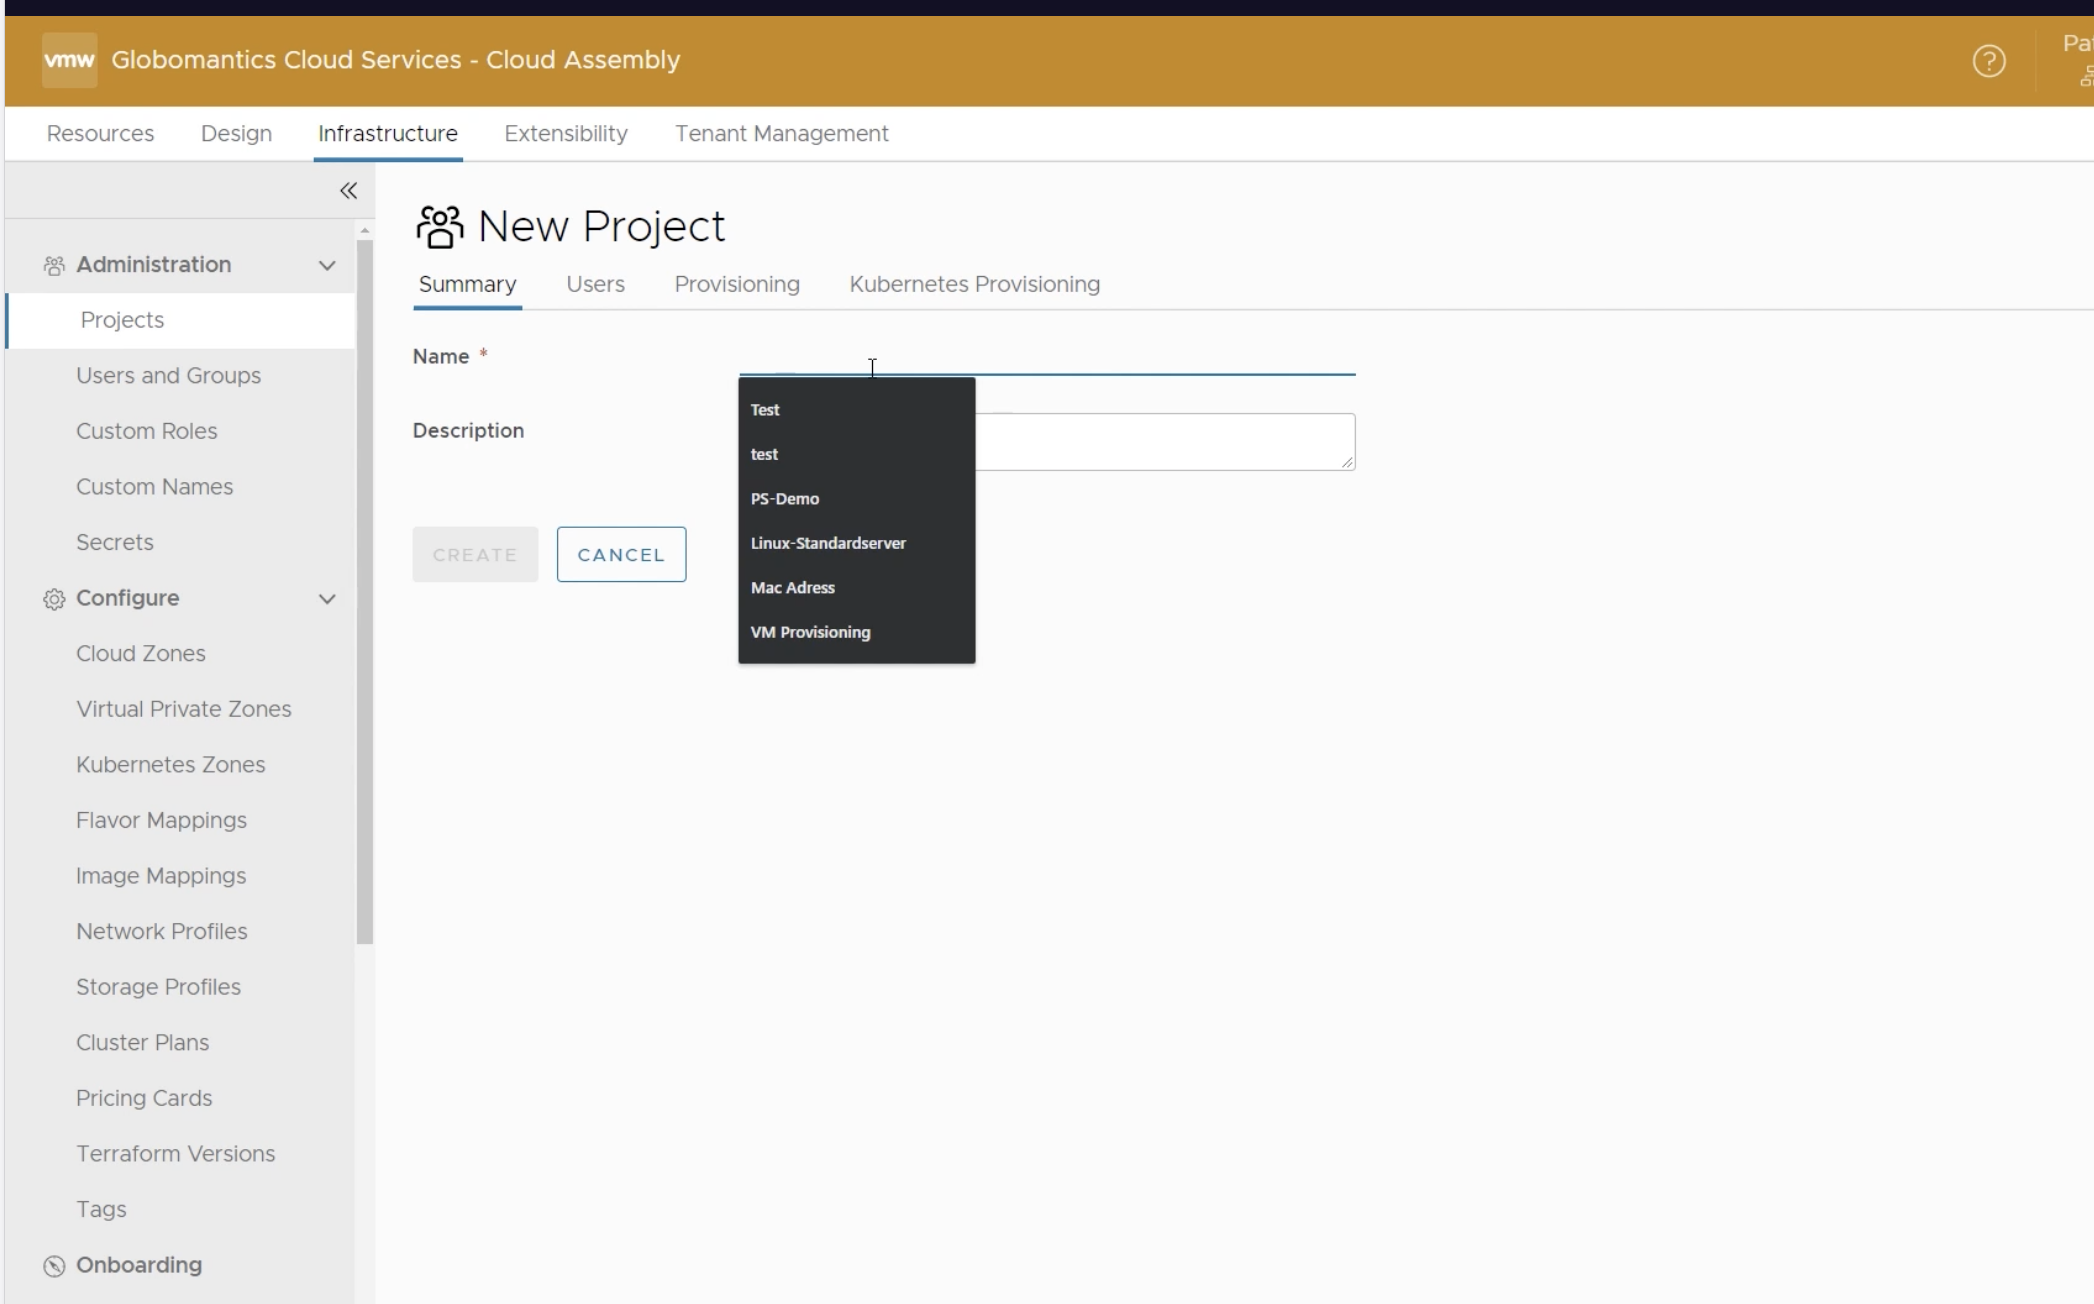 vmw Globomantics Cloud Services - Cloud Assembly
Resources Design Infrastructure Extensibility Tenant Management
New Project
Summary Users Provisioning Kubernetes Provisioning
Administration
Projects
Users and Groups
Custom Roles
Custom Names
Secrets
Configure
Cloud Zones
Virtual Private Zones
Kubernetes Zones
Flavor Mappings
Image Mappings
Network Profiles
Storage Profiles
Cluster Plans
Pricing Cards
Terraform Versions
Tags
Onboarding
Name *
Description
Test
test
PS-Demo
Linux-Standardserver
Mac Adress
VM Provisioning
CREATE CANCEL